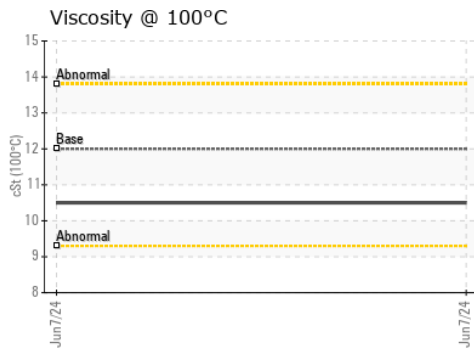 Viscosity @ 100°C
15
14
13
12
11
10
9
8
cSt (100°C)
Abnormal
Base
Abnormal
Jun7/24
Jun7/24